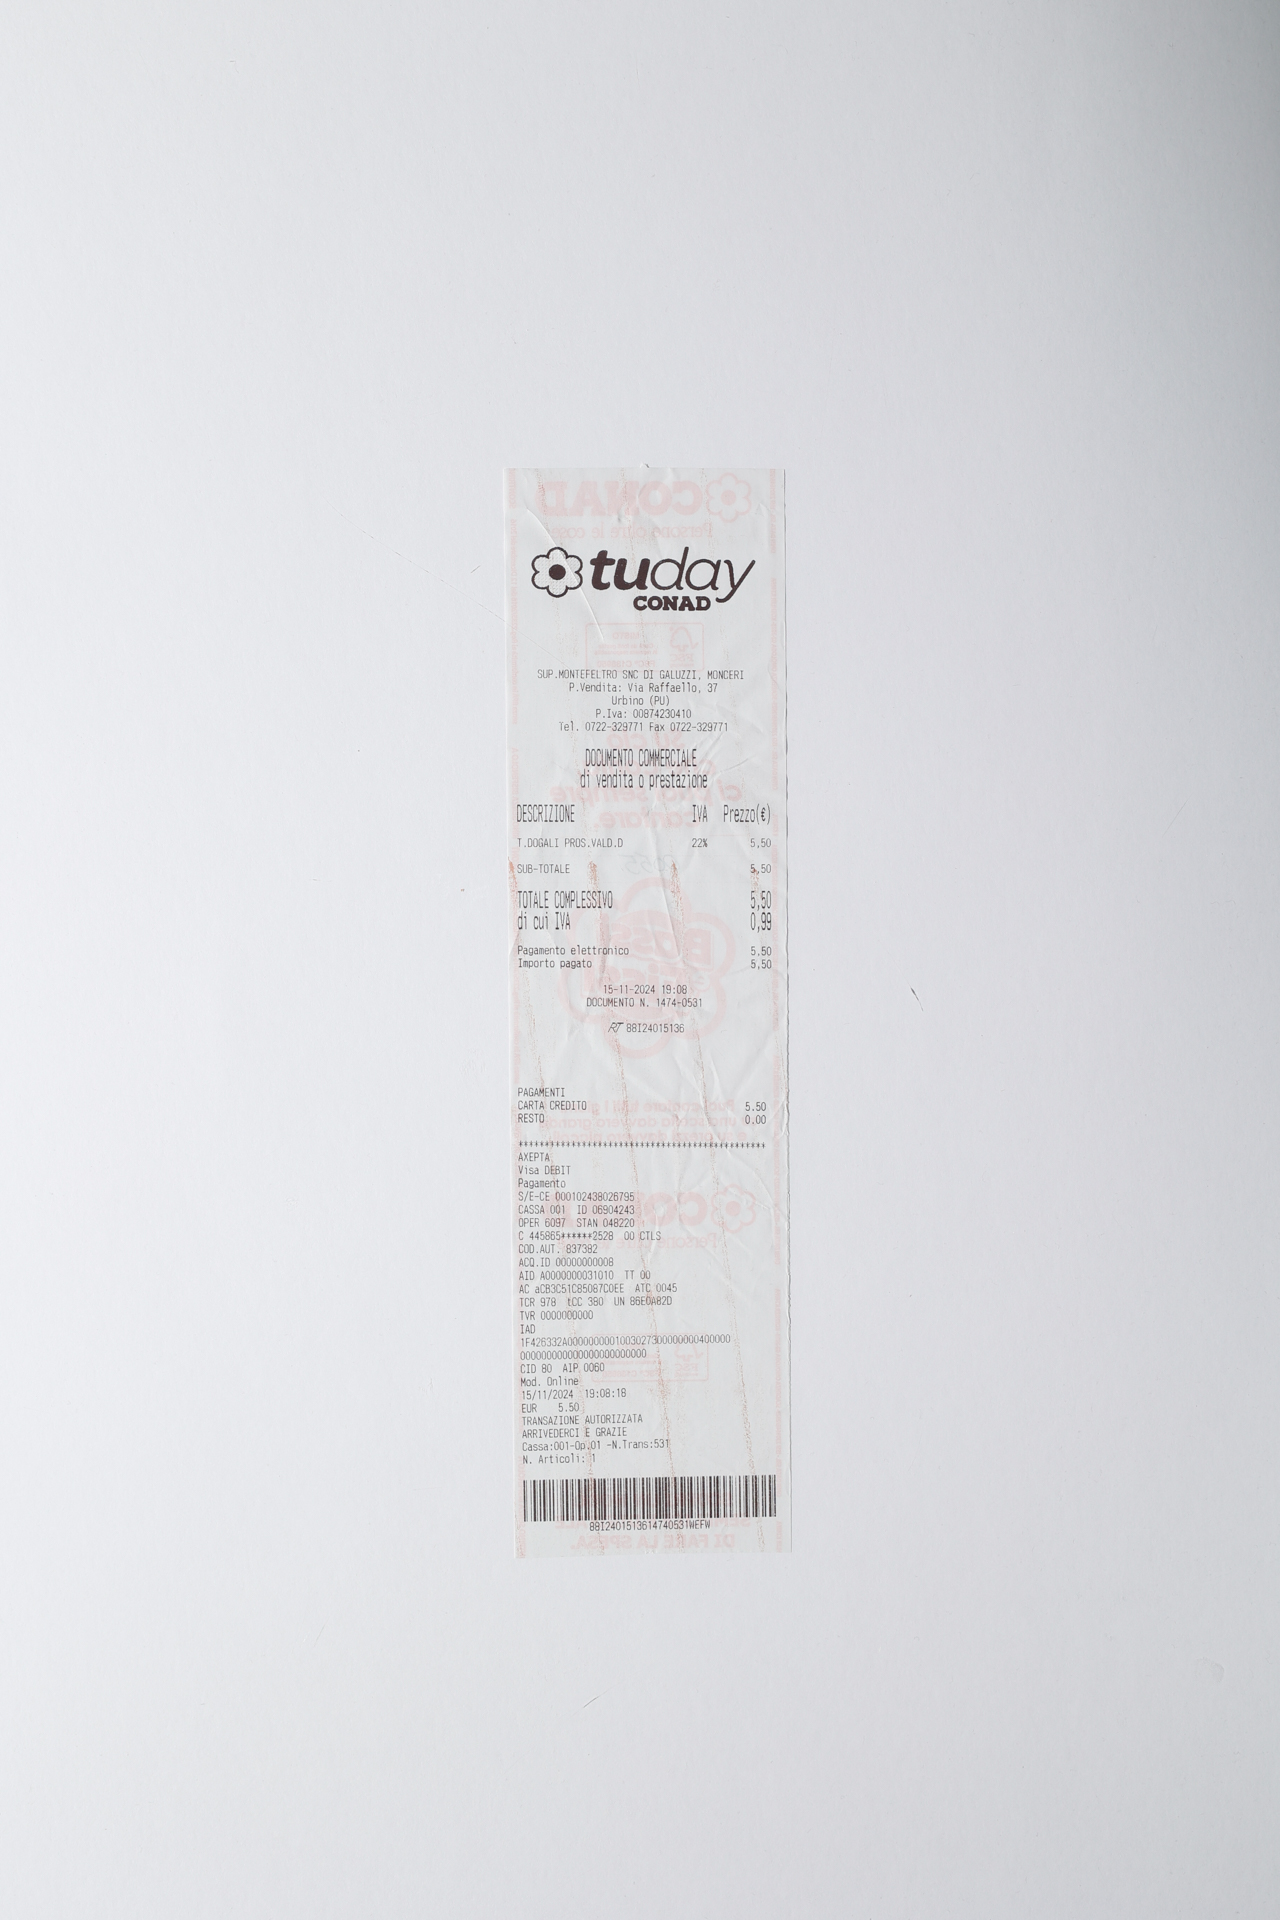 tuday
CONAD
SUP.MONTEFELTRO SNC DI GALUZZI, MONCERI
P.Vendita: Via Raffaello, 37
Urbino (PU)
P.Iva: 00874230410
Tel. 0722-329771 Fax 0722-329771
DOCUMENTO COMMERCIALE
di vendita o prestazione
DESCRIZIONE IVA Prezzo(€)
T.DOGALI PROS.VALD.D 22% 5,50
SUB-TOTALE 5,50
TOTALE COMPLESSIVO 5,50
di cui IVA 0,99
Pagamento elettronico 5,50
Importo pagato 5,50
15-11-2024 19:08
DOCUMENTO N. 1474-0531
RT 88I24015136
PAGAMENTI
CARTA CREDITO 5.50
RESTO 0.00
***********************************************
AXEPTA
Visa DEBIT
Pagamento
S/E-CE 000102438026795
CASSA 001 ID 06904243
OPER 6097 STAN 048220
C 445865******2528 00 CTLS
COD.AUT. 837382
ACQ.ID 00000000008
AID A0000000031010 TT 00
AC aCB3C51C85087C0EE ATC 0045
TCR 978 tCC 380 UN 86E0A82D
TVR 0000000000
IAD
CID 80 AIP 0060
Mod. Online
15/11/2024 19:08:18
EUR 5.50
TRANSAZIONE AUTORIZZATA
ARRIVEDERCI E GRAZIE
Cassa:001-Op.01 -N.Trans:531
N. Articoli: 1
88I2401513614740531WEFW